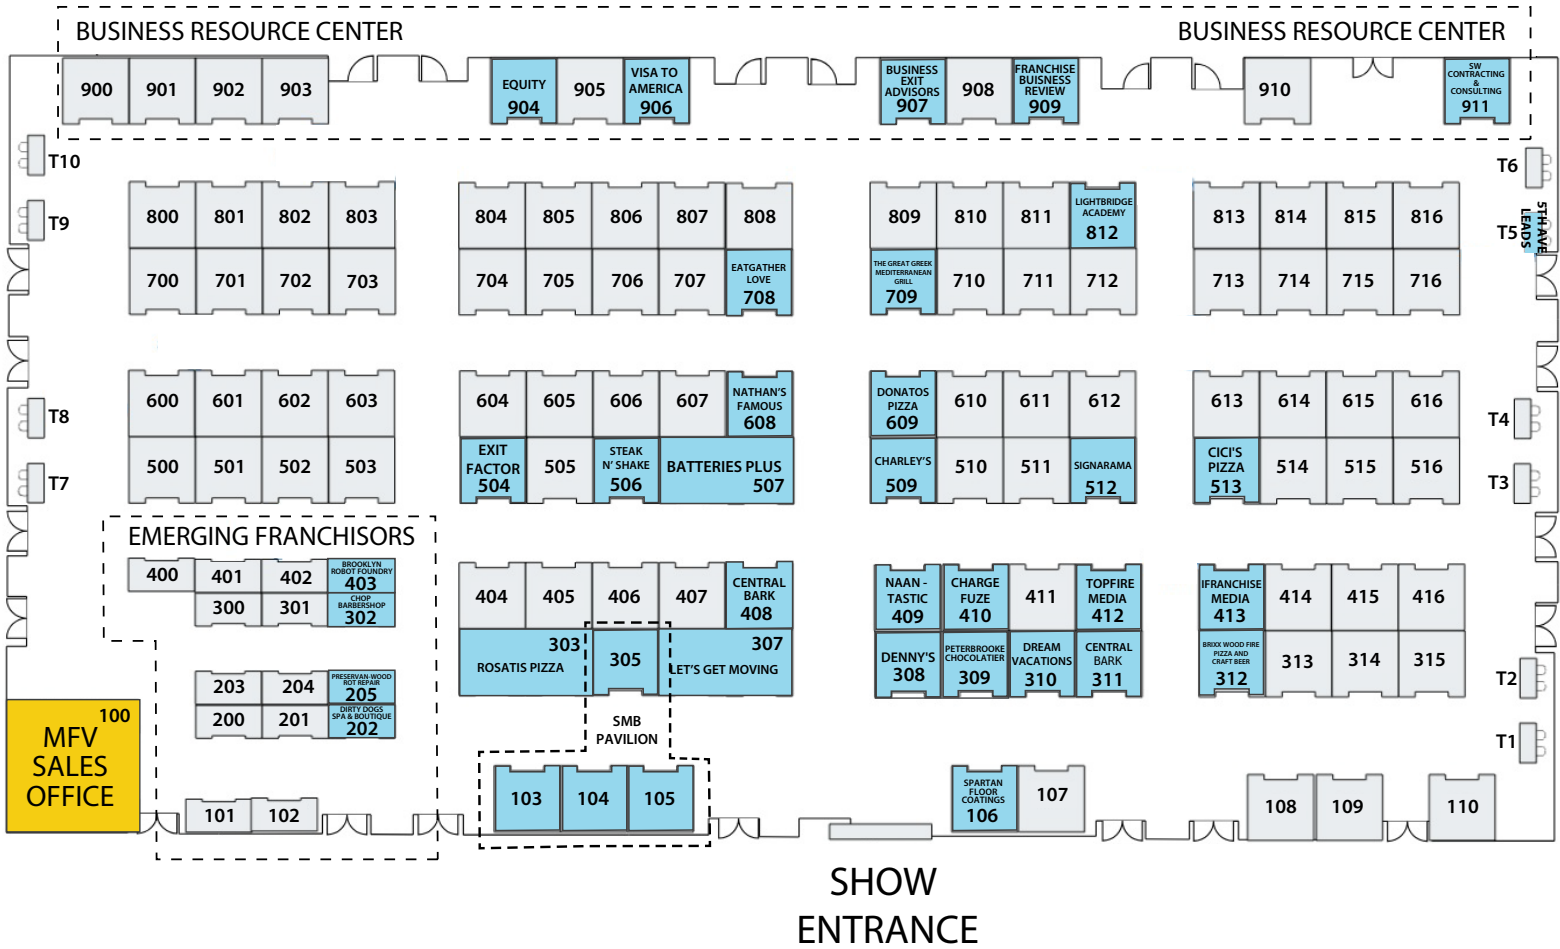 BUSINESS RESOURCE CENTER
BUSINESS RESOURCE CENTER
900
901
902
903
EQUITY
904
905
VISA TO
AMERICA
906
BUSINESS
EXIT
ADVISORS
907
908
FRANCHISE
BUISNESS
REVIEW
909
910
SW
CONTRACTING
&
CONSULTING
911
T10
T9
T8
T7
T6
T5
5TH AVE
LEADS
T4
T3
T2
T1
800
801
802
803
700
701
702
703
804
805
806
807
808
704
705
706
707
EATGATHER
LOVE
708
809
810
811
LIGHTBRIDGE
ACADEMY
812
THE GREAT GREEK
MEDITERRANEAN
GRILL
709
710
711
712
813
814
815
816
713
714
715
716
600
601
602
603
500
501
502
503
604
605
606
607
NATHAN'S
FAMOUS
608
EXIT
FACTOR
504
505
STEAK
N' SHAKE
506
BATTERIES PLUS
507
DONATOS
PIZZA
609
610
611
612
CHARLEY'S
509
510
511
SIGNARAMA
512
613
614
615
616
CICI'S
PIZZA
513
514
515
516
EMERGING FRANCHISORS
400
401
402
BROOKLYN
ROBOT FOUNDRY
403
300
301
CHOP
BARBERSHOP
302
203
204
PRESERVAN-WOOD
ROT REPAIR
205
200
201
DIRTY DOGS
SPA & BOUTIQUE
202
100
MFV
SALES
OFFICE
101
102
404
405
406
407
CENTRAL
BARK
408
303
ROSATIS PIZZA
305
307
LET'S GET MOVING
SMB
PAVILION
103
104
105
NAAN -
TASTIC
409
CHARGE
FUZE
410
411
TOPFIRE
MEDIA
412
DENNY'S
308
PETERBROOKE
CHOCOLATIER
309
DREAM
VACATIONS
310
CENTRAL
BARK
311
IFRANCHISE
MEDIA
413
414
415
416
BRIXX WOOD FIRE
PIZZA AND
CRAFT BEER
312
313
314
315
SPARTAN
FLOOR
COATINGS
106
107
108
109
110
SHOW
ENTRANCE